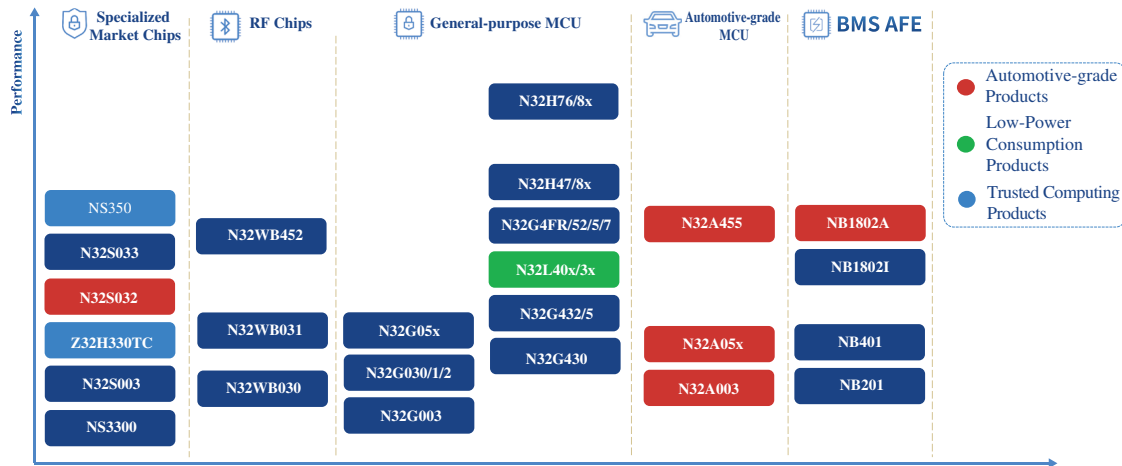 Performance
Specialized
Market Chips
NS350
N32S033
N32S032
Z32H330TC
N32S003
NS3300
RF Chips
N32WB452
N32WB031
N32WB030
General-purpose MCU
N32G05x
N32G030/1/2
N32G003
N32H76/8x
N32H47/8x
N32G4FR/52/5/7
N32L40x/3x
N32G432/5
N32G430
Automotive-grade
MCU
N32A455
N32A05x
N32A003
BMS AFE
NB1802A
NB1802I
NB401
NB201
Automotive-grade
Products
Low-Power
Consumption
Products
Trusted Computing
Products